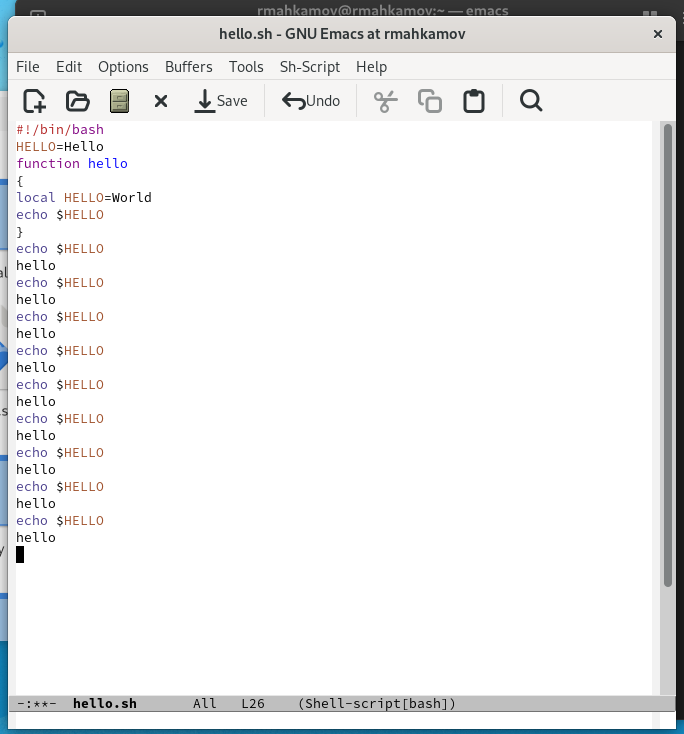 rmahkamov@rmahkamov:~ — emacs
hello.sh - GNU Emacs at rmahkamov
File Edit Options Buffers Tools Sh-Script Help
Save Undo
#!/bin/bash
HELLO=Hello
function hello
{
local HELLO=World
echo $HELLO
}
echo $HELLO
hello
echo $HELLO
hello
echo $HELLO
hello
echo $HELLO
hello
echo $HELLO
hello
echo $HELLO
hello
echo $HELLO
hello
echo $HELLO
hello
echo $HELLO
hello
-:**- hello.sh All L26 (Shell-script[bash])